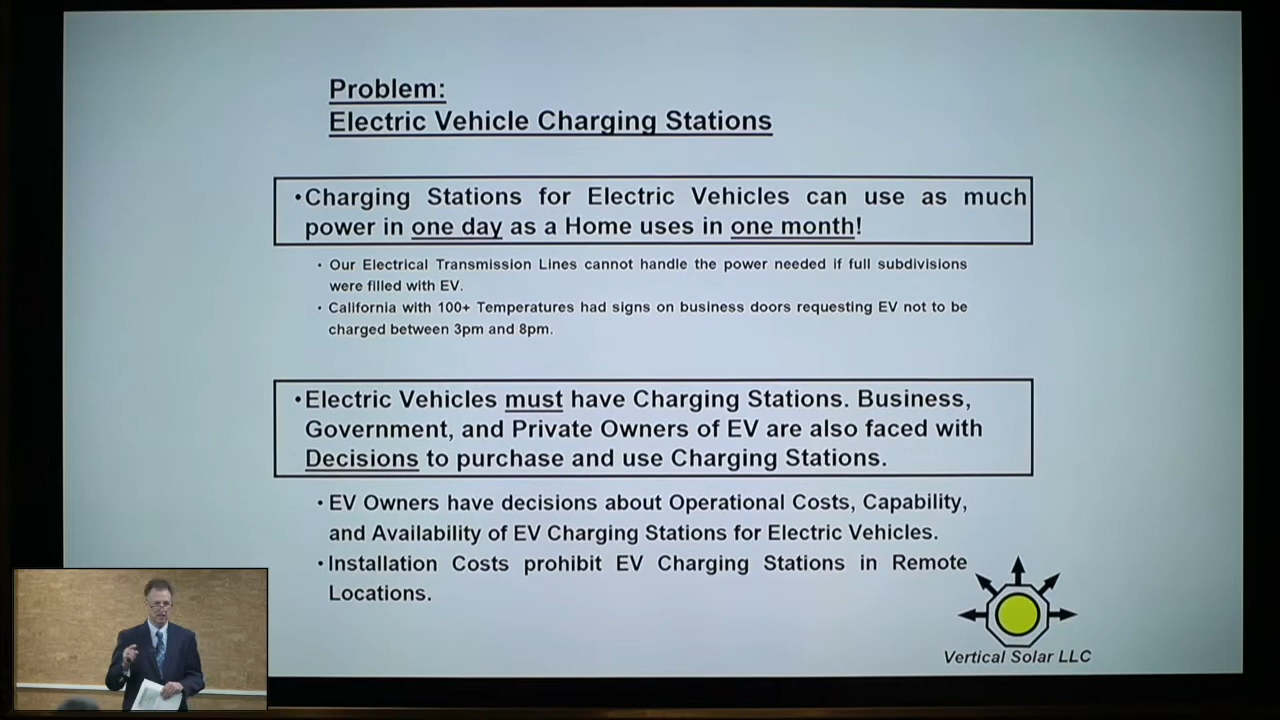 Problem:
Electric Vehicle Charging Stations
•Charging Stations for Electric Vehicles can use as much
power in one day as a Home uses in one month!
• Our Electrical Transmission Lines cannot handle the power needed if full subdivisions
were filled with EV.
• California with 100+ Temperatures had signs on business doors requesting EV not to be
charged between 3pm and 8pm.
•Electric Vehicles must have Charging Stations. Business,
Government, and Private Owners of EV are also faced with
Decisions to purchase and use Charging Stations.
• EV Owners have decisions about Operational Costs, Capability,
and Availability of EV Charging Stations for Electric Vehicles.
• Installation Costs prohibit EV Charging Stations in Remote
Locations.
Vertical Solar LLC